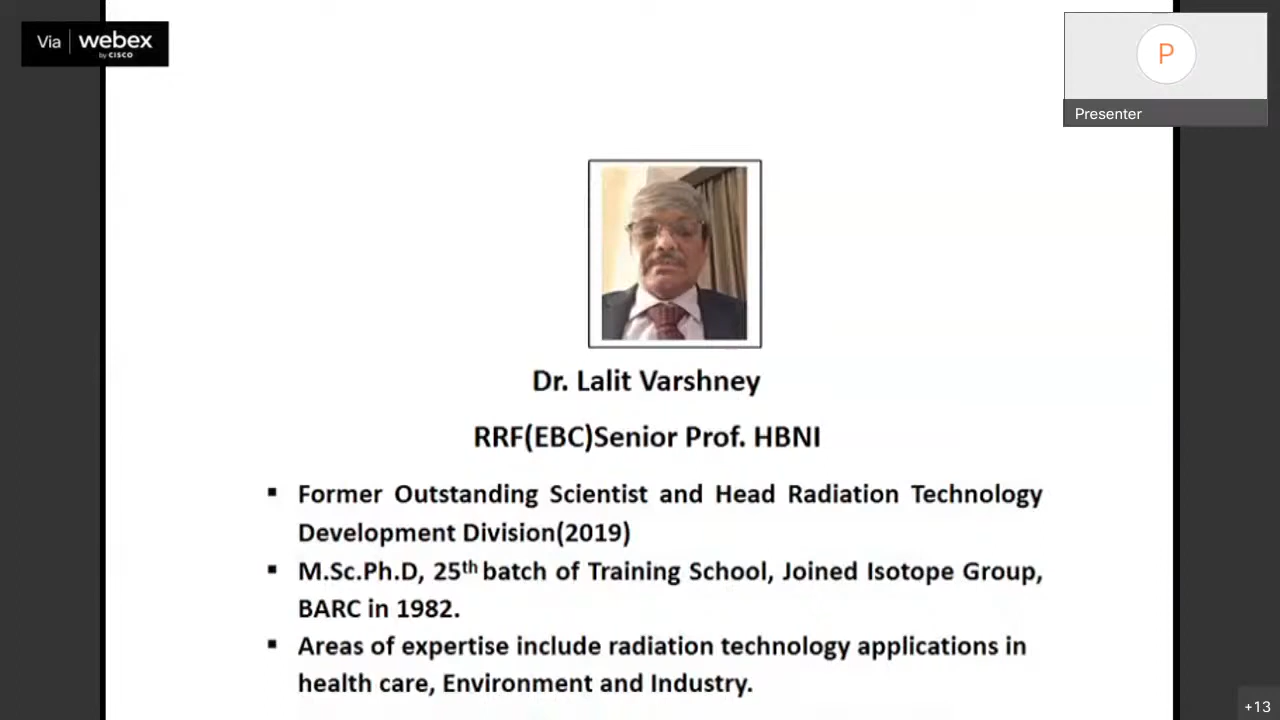 Via webex
by CISCO
P
Presenter
Dr. Lalit Varshney
RRF(EBC)Senior Prof. HBNI
▪ Former Outstanding Scientist and Head Radiation Technology
Development Division(2019)
▪ M.Sc.Ph.D, 25th batch of Training School, Joined Isotope Group,
BARC in 1982.
▪ Areas of expertise include radiation technology applications in
health care, Environment and Industry.
+13